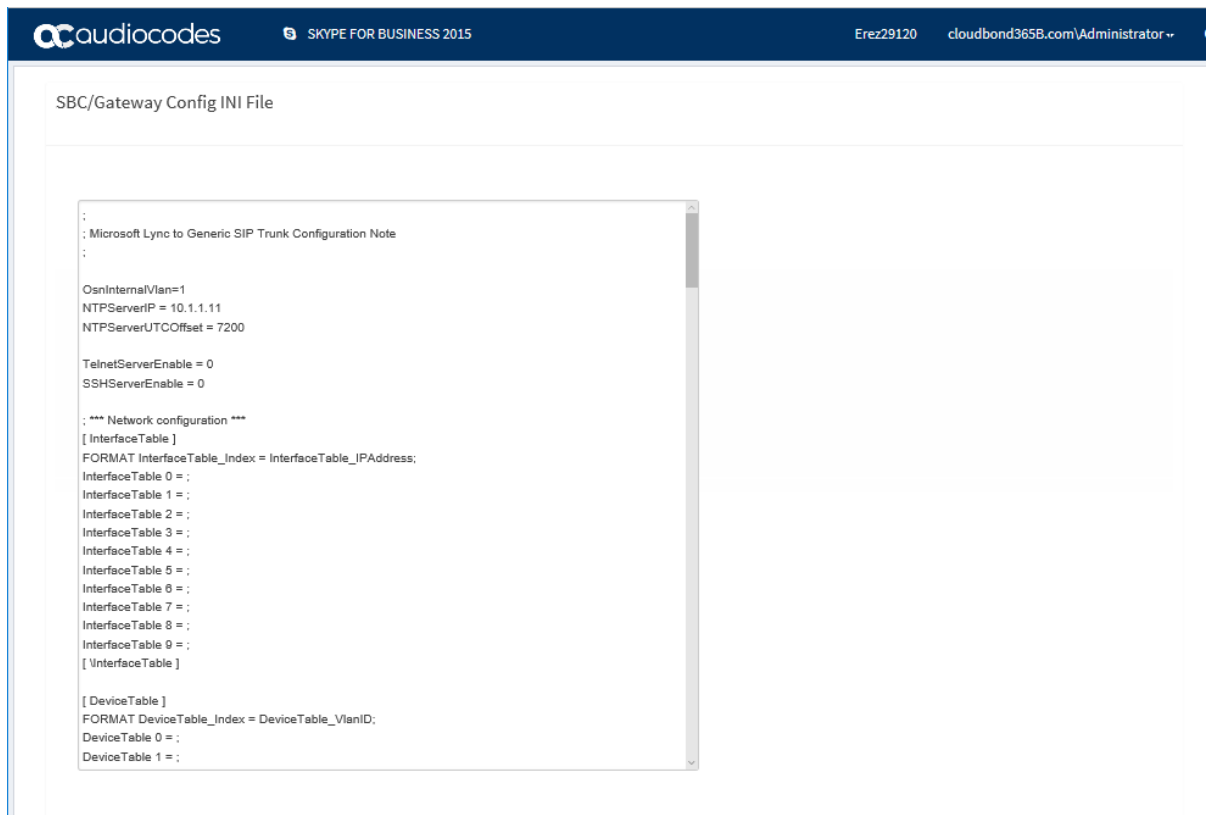 audiocodes
SKYPE FOR BUSINESS 2015
Erez29120
cloudbond365B.com\Administrator
SBC/Gateway Config INI File
;
; Microsoft Lync to Generic SIP Trunk Configuration Note
;
OsnInternalVlan=1
NTPServerIP = 10.1.1.11
NTPServerUTCOffset = 7200
TelnetServerEnable = 0
SSHServerEnable = 0
; *** Network configuration ***
[ InterfaceTable ]
FORMAT InterfaceTable_Index = InterfaceTable_IPAddress;
InterfaceTable 0 = ;
InterfaceTable 1 = ;
InterfaceTable 2 = ;
InterfaceTable 3 = ;
InterfaceTable 4 = ;
InterfaceTable 5 = ;
InterfaceTable 6 = ;
InterfaceTable 7 = ;
InterfaceTable 8 = ;
InterfaceTable 9 = ;
[ \InterfaceTable ]
[ DeviceTable ]
FORMAT DeviceTable_Index = DeviceTable_VlanID;
DeviceTable 0 = ;
DeviceTable 1 = ;